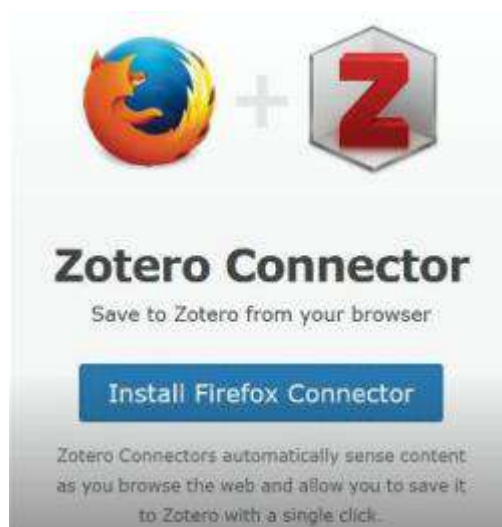 Z
Zotero Connector
Save to Zotero from your browser
Install Firefox Connector
Zotero Connectors automatically sense content
as you browse the web and allow you to save it
to Zotero with a single click.